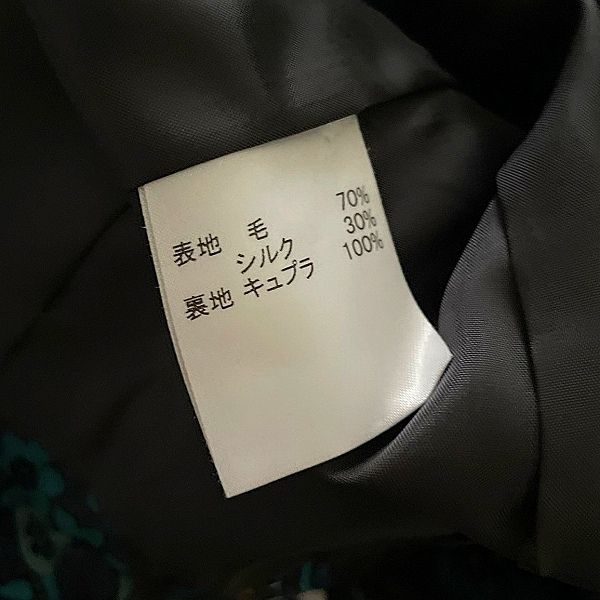 表地 毛 70%
シルク 30%
裏地 キュプラ 100%